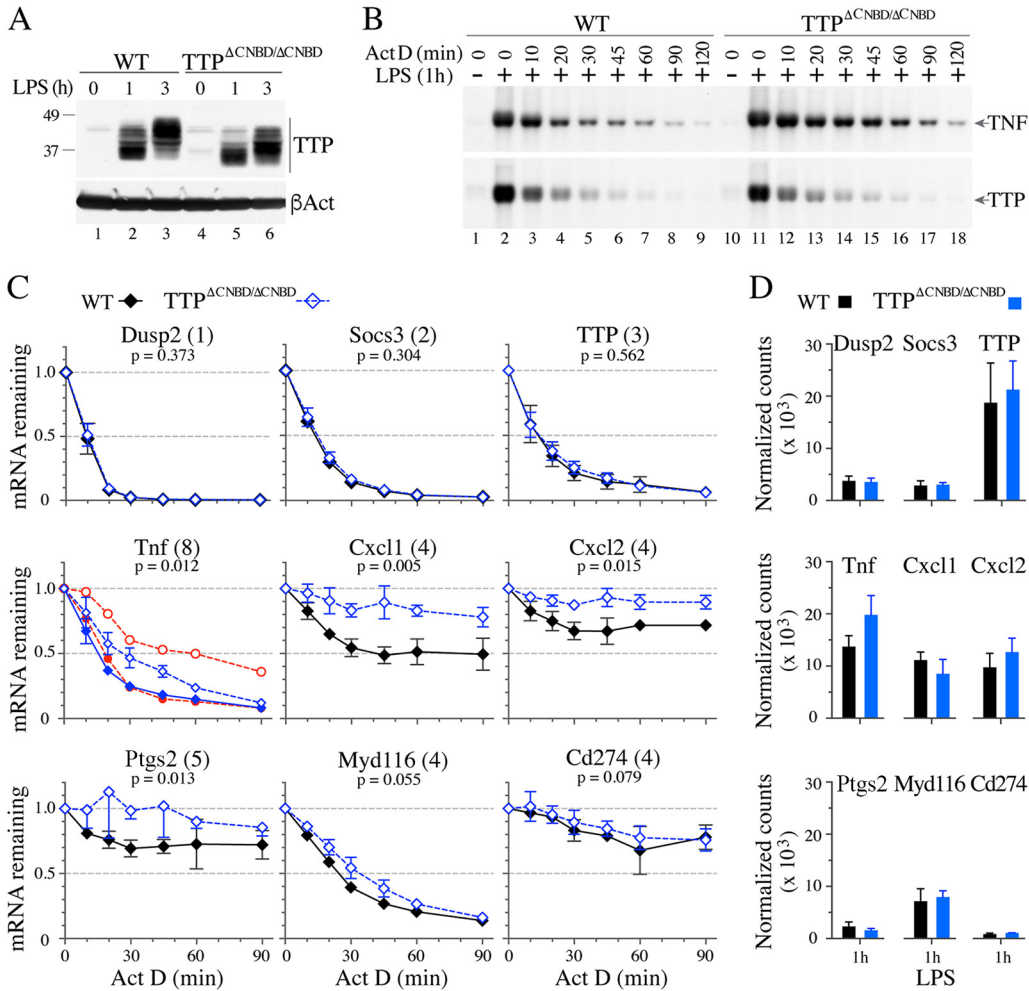 A
WT TTPΔCNBD/ΔCNBD
LPS (h) 0 1 3 0 1 3
49
37
TTP
βAct
1 2 3 4 5 6
B
WT TTPΔCNBD/ΔCNBD
Act D (min) 0 0 10 20 30 45 60 90 120 0 0 10 20 30 45 60 90 120
LPS (1h) - + + + + + + + + - + + + + + + + +
TNF
TTP
1 2 3 4 5 6 7 8 9 10 11 12 13 14 15 16 17 18
C
WT TTPΔCNBD/ΔCNBD
Dusp2 (1) Socs3 (2) TTP (3)
p = 0.373 p = 0.304 p = 0.562
mRNA remaining
1.0
0.5
0
Tnf (8) Cxcl1 (4) Cxcl2 (4)
p = 0.012 p = 0.005 p = 0.015
mRNA remaining
1.0
0.5
0
Ptgs2 (5) Myd116 (4) Cd274 (4)
p = 0.013 p = 0.055 p = 0.079
mRNA remaining
1.0
0.5
0
0 30 60 90 0 30 60 90 0 30 60 90
Act D (min) Act D (min) Act D (min)
D
WT TTPΔCNBD/ΔCNBD
Normalized counts
(x 10³)
30
20
10
0
Dusp2 Socs3 TTP
Normalized counts
(x 10³)
30
20
10
0
Tnf Cxcl1 Cxcl2
Normalized counts
(x 10³)
30
20
10
0
Ptgs2 Myd116 Cd274
1h 1h 1h
LPS